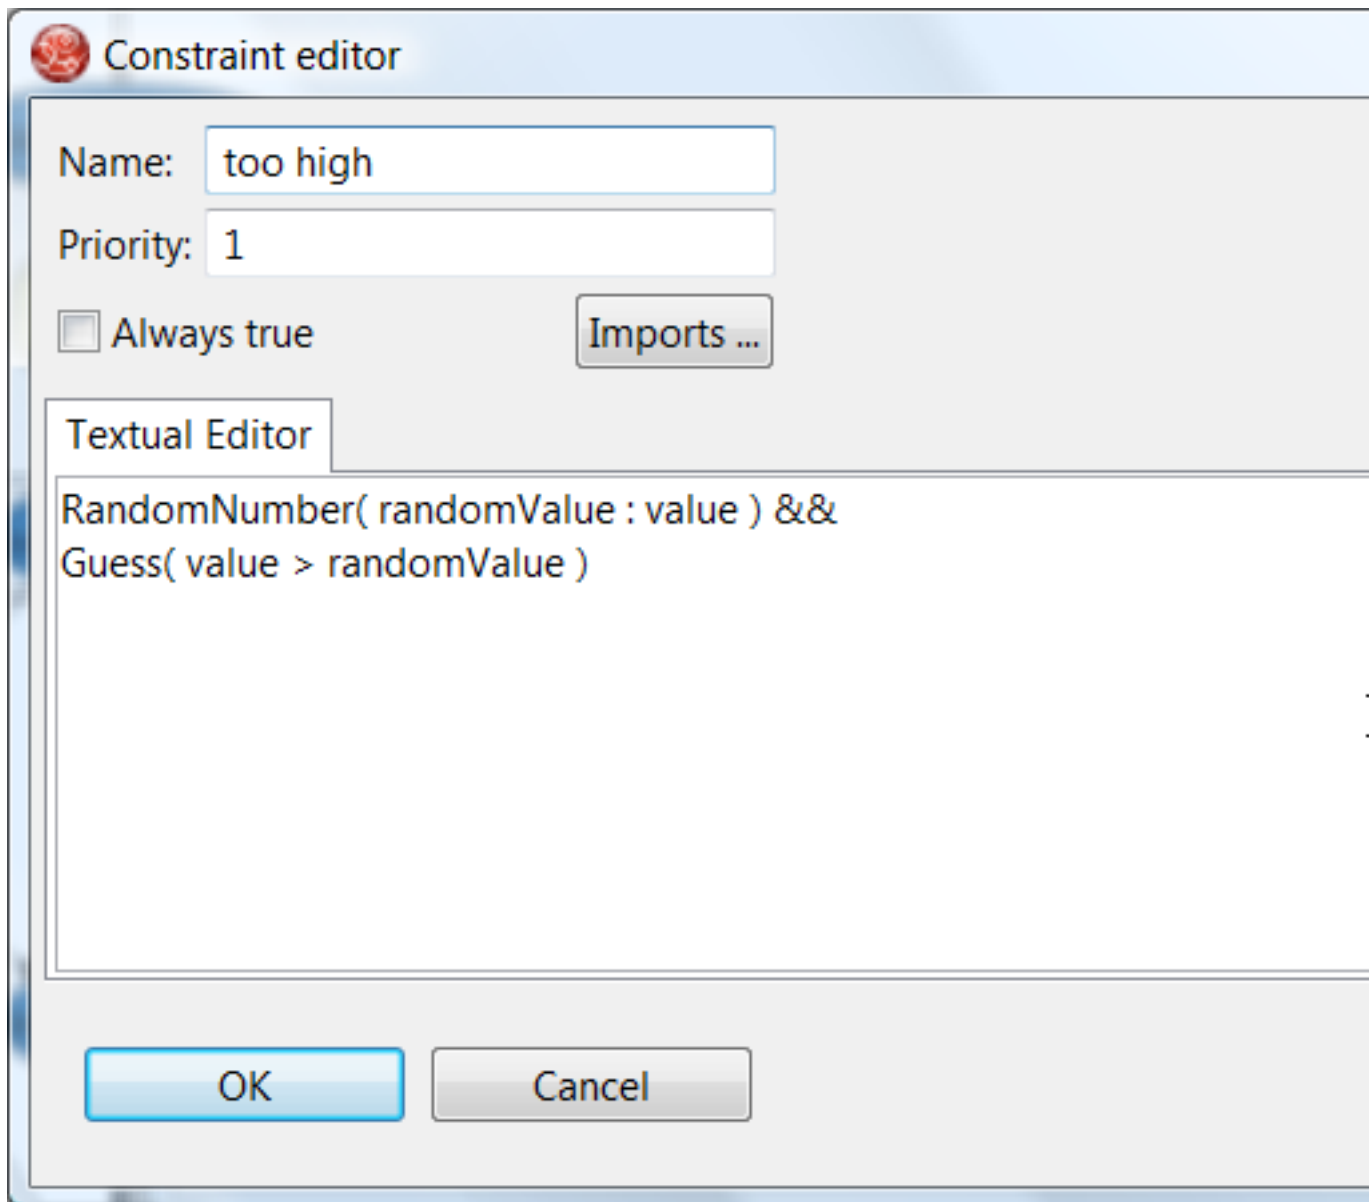 Constraint editor
Name: too high
Priority: 1
Always true Imports ...
Textual Editor
RandomNumber( randomValue : value ) &&
Guess( value > randomValue )
OK Cancel